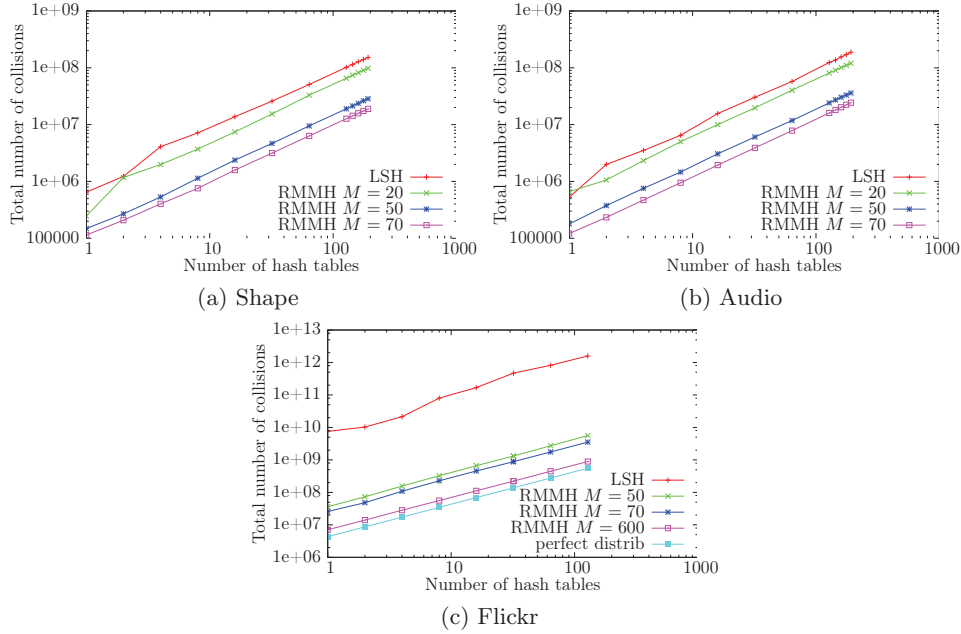 1e+09
1e+08
1e+07
1e+06
100000
Total number of collisions
1
10
100
1000
Number of hash tables
LSH
RMMH M = 20
RMMH M = 50
RMMH M = 70
(a) Shape
1e+09
1e+08
1e+07
1e+06
100000
Total number of collisions
1
10
100
1000
Number of hash tables
LSH
RMMH M = 20
RMMH M = 50
RMMH M = 70
(b) Audio
1e+13
1e+12
1e+11
1e+10
1e+09
1e+08
1e+07
1e+06
Total number of collisions
1
10
100
1000
Number of hash tables
LSH
RMMH M = 50
RMMH M = 70
RMMH M = 600
perfect distrib
(c) Flickr